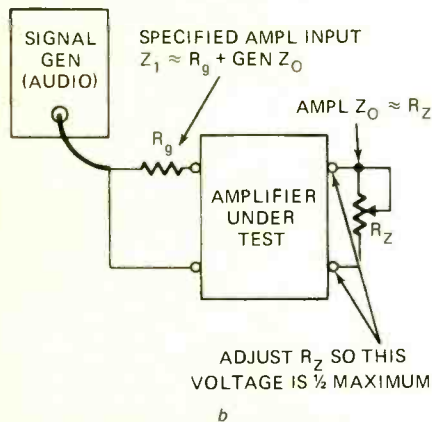 SIGNAL
GEN
(AUDIO)
SPECIFIED AMPL INPUT
Z1 ≈ Rg + GEN ZO
AMPL ZO ≈ RZ
Rg
AMPLIFIER
UNDER
TEST
RZ
ADJUST RZ SO THIS
VOLTAGE IS ½ MAXIMUM
b